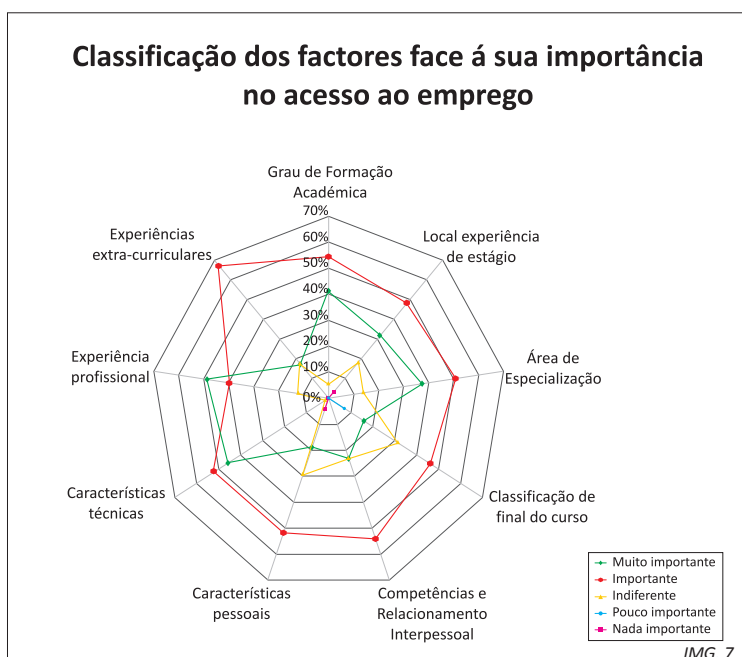 Classificação dos factores face á sua importância
no acesso ao emprego
Grau de Formação
Académica
70%
60%
50%
40%
30%
20%
10%
0%
Local experiência
de estágio
Área de
Especialização
Classificação de
final do curso
Competências e
Relacionamento
Interpessoal
Características
pessoais
Características
técnicas
Experiência
profissional
Experiências
extra-curriculares
Muito importante
Importante
Indiferente
Pouco importante
Nada importante
IMG. 7